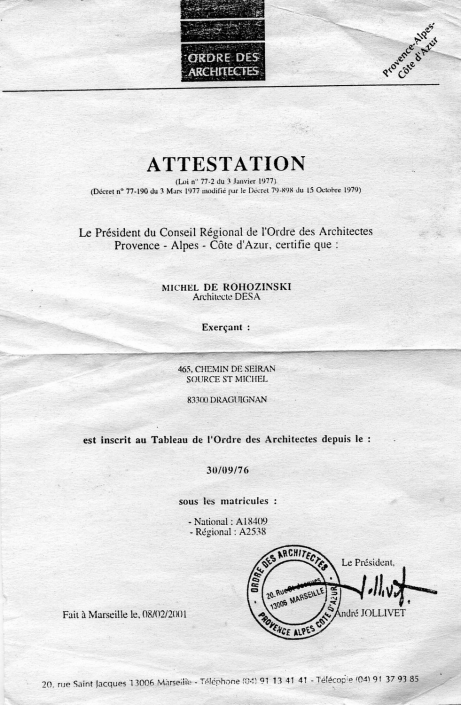 ORDRE DES
ARCHITECTES
Provence-Alpes-
Côte d'Azur
ATTESTATION
(Loi n° 77-2 du 3 Janvier 1977)
(Décret n° 77-190 du 3 Mars 1977 modifié par le Décret 79-898 du 15 Octobre 1979)
Le Président du Conseil Régional de l'Ordre des Architectes
Provence - Alpes - Côte d'Azur, certifie que :
MICHEL DE ROHOZINSKI
Architecte DESA
Exerçant :
465, CHEMIN DE SEIRAN
SOURCE ST MICHEL
83300 DRAGUIGNAN
est inscrit au Tableau de l'Ordre des Architectes depuis le :
30/09/76
sous les matricules :
- National : A18409
- Régional : A2538
ORDRE DES ARCHITECTES
20, Rue St-Jacques
13006 MARSEILLE
PROVENCE ALPES COTE D'AZUR
Le Président,
Jollivet
André JOLLIVET
Fait à Marseille le, 08/02/2001
20, rue Saint Jacques 13006 Marseille - Téléphone (04) 91 13 41 41 - Télécopie (04) 91 37 93 85